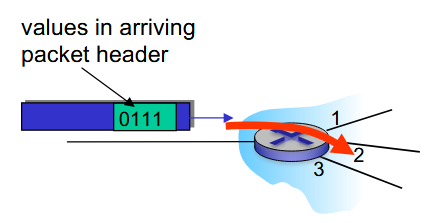 values in arriving
packet header
0111
1
2
3